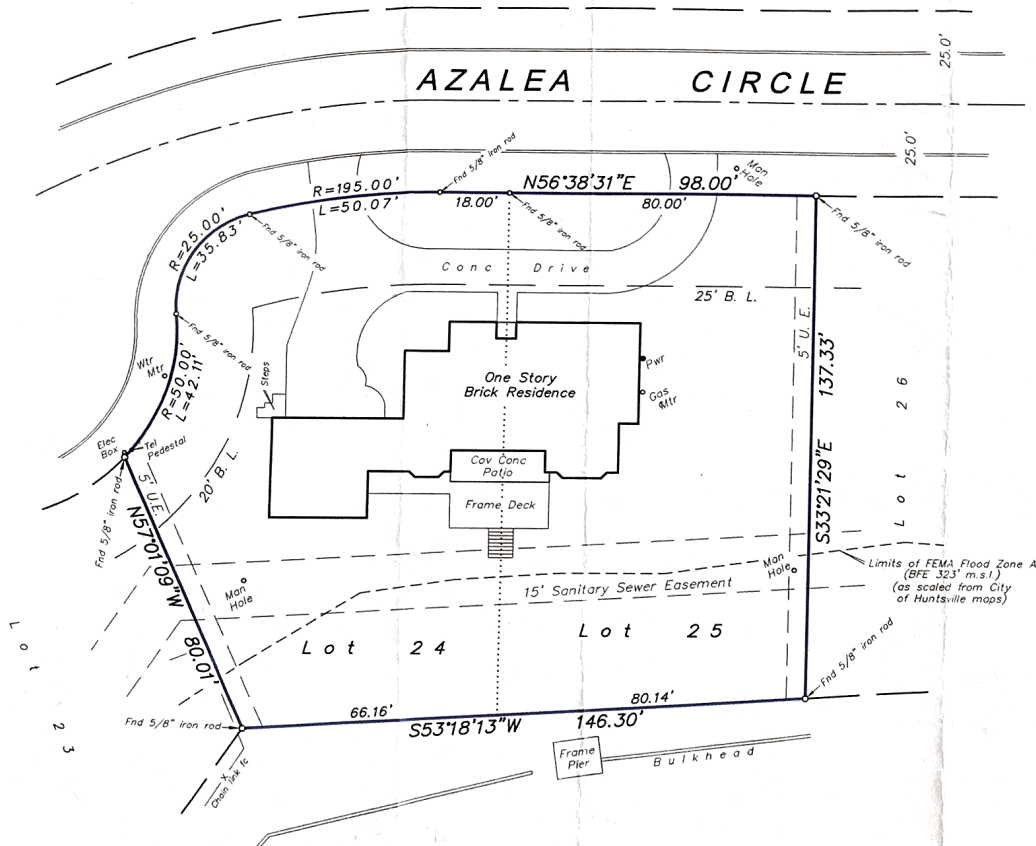 25.0'
AZALEA CIRCLE
25.0'
Fnd 5/8" iron rod
Man
Hole
R=195.00'
L=50.07'
18.00'
N56°38'31"E 98.00'
80.00'
Fnd 5/8" iron rod
Fnd 5/8" iron rod
R=25.00'
L=35.83'
Fnd 5/8" iron rod
Conc Drive
25' B. L.
5' U. E.
Fnd 5/8" iron rod
Wtr
Mtr
R=50.00'
L=42.11'
Steps
One Story
Brick Residence
Pwr
Gas
Mtr
137.33'
S33°21'29"E
Lot 26
Elec
Box
Tel
Pedestal
5' U.E.
20' B. L.
Cov Conc
Patio
Frame Deck
Fnd 5/8" iron rod
N57°01'09"W
80.01'
Man
Hole
15' Sanitary Sewer Easement
Man
Hole
Limits of FEMA Flood Zone A
(BFE 323' m.s.l.)
(as scaled from City
of Huntsville maps)
Lot 23
Lot 24
Lot 25
Fnd 5/8" iron rod
Fnd 5/8" iron rod
66.16'
80.14'
S53°18'13"W 146.30'
Frame
Pier
Bulkhead
X
Chain link fc